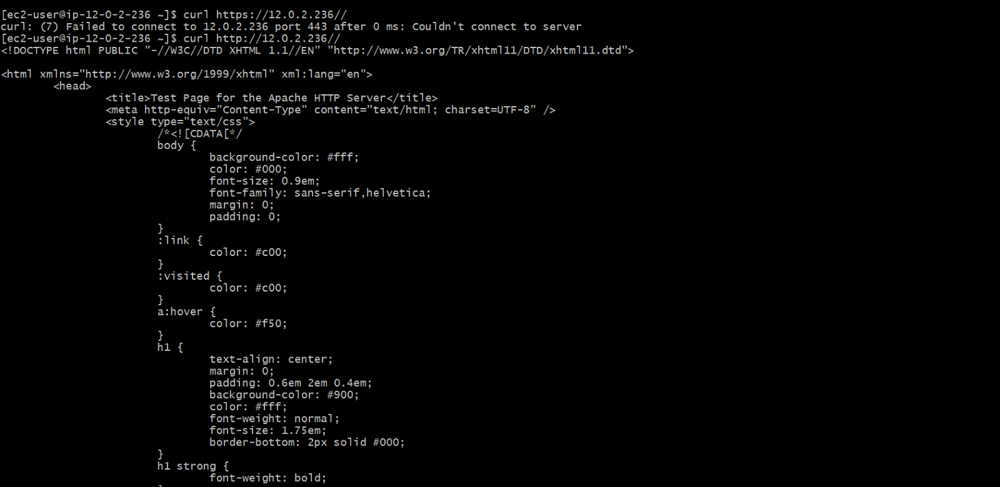 [ec2-user@ip-12-0-2-236 ~]$ curl https://12.0.2.236//
curl: (7) Failed to connect to 12.0.2.236 port 443 after 0 ms: Couldn't connect to server
[ec2-user@ip-12-0-2-236 ~]$ curl http://12.0.2.236//
<!DOCTYPE html PUBLIC "-//W3C//DTD XHTML 1.1//EN" "http://www.w3.org/TR/xhtml11/DTD/xhtml11.dtd">
<html xmlns="http://www.w3.org/1999/xhtml" xml:lang="en">
<head>
<title>Test Page for the Apache HTTP Server</title>
<meta http-equiv="Content-Type" content="text/html; charset=UTF-8" />
<style type="text/css">
/*<![CDATA[*/
body {
background-color: #fff;
color: #000;
font-size: 0.9em;
font-family: sans-serif,helvetica;
margin: 0;
padding: 0;
}
:link {
color: #c00;
}
:visited {
color: #c00;
}
a:hover {
color: #f50;
}
h1 {
text-align: center;
margin: 0;
padding: 0.6em 2em 0.4em;
background-color: #900;
color: #fff;
font-weight: normal;
font-size: 1.75em;
border-bottom: 2px solid #000;
}
h1 strong {
font-weight: bold;